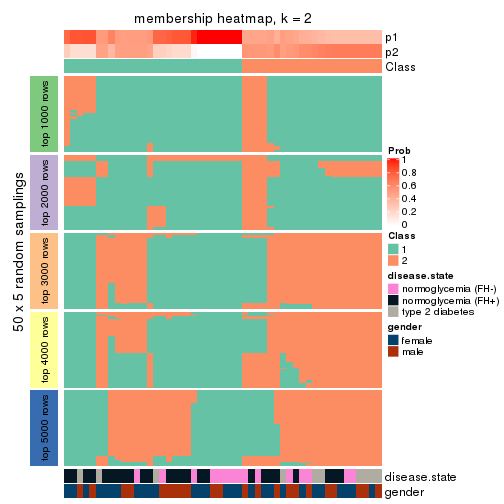 membership heatmap, k = 2
p1
p2
Class
50 x 5 random samplings
top 1000 rows
top 2000 rows
top 3000 rows
top 4000 rows
top 5000 rows
Prob
1
0.8
0.6
0.4
0.2
0
Class
1
2
disease.state
normoglycemia (FH-)
normoglycemia (FH+)
type 2 diabetes
gender
female
male
disease.state
gender